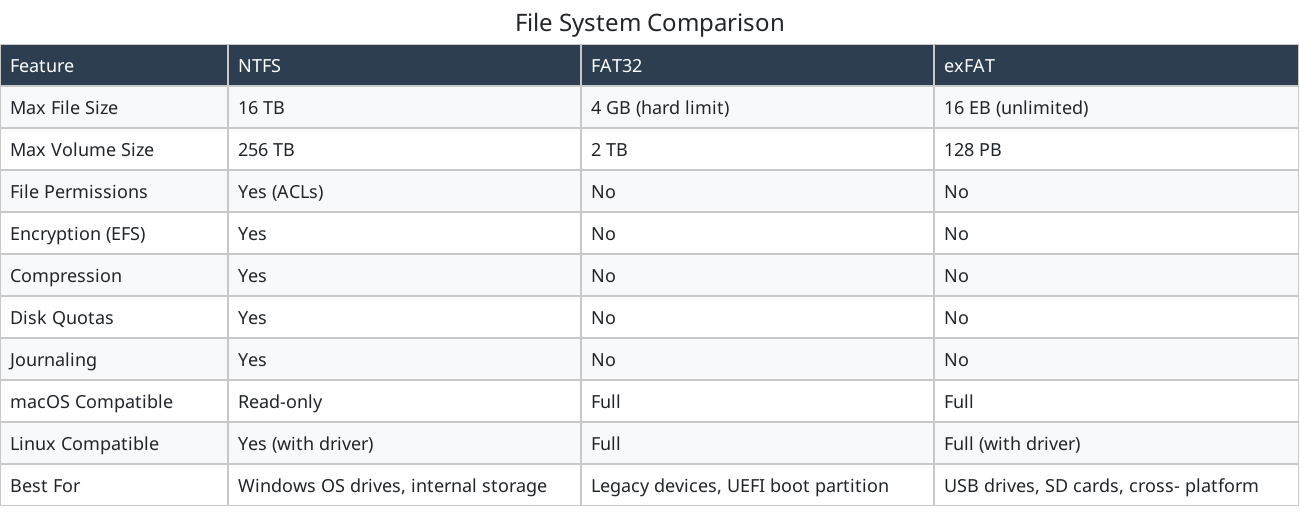 File System Comparison
Feature NTFS FAT32 exFAT
Max File Size 16 TB 4 GB (hard limit) 16 EB (unlimited)
Max Volume Size 256 TB 2 TB 128 PB
File Permissions Yes (ACLs) No No
Encryption (EFS) Yes No No
Compression Yes No No
Disk Quotas Yes No No
Journaling Yes No No
macOS Compatible Read-only Full Full
Linux Compatible Yes (with driver) Full Full (with driver)
Best For Windows OS drives, internal storage Legacy devices, UEFI boot partition USB drives, SD cards, cross- platform